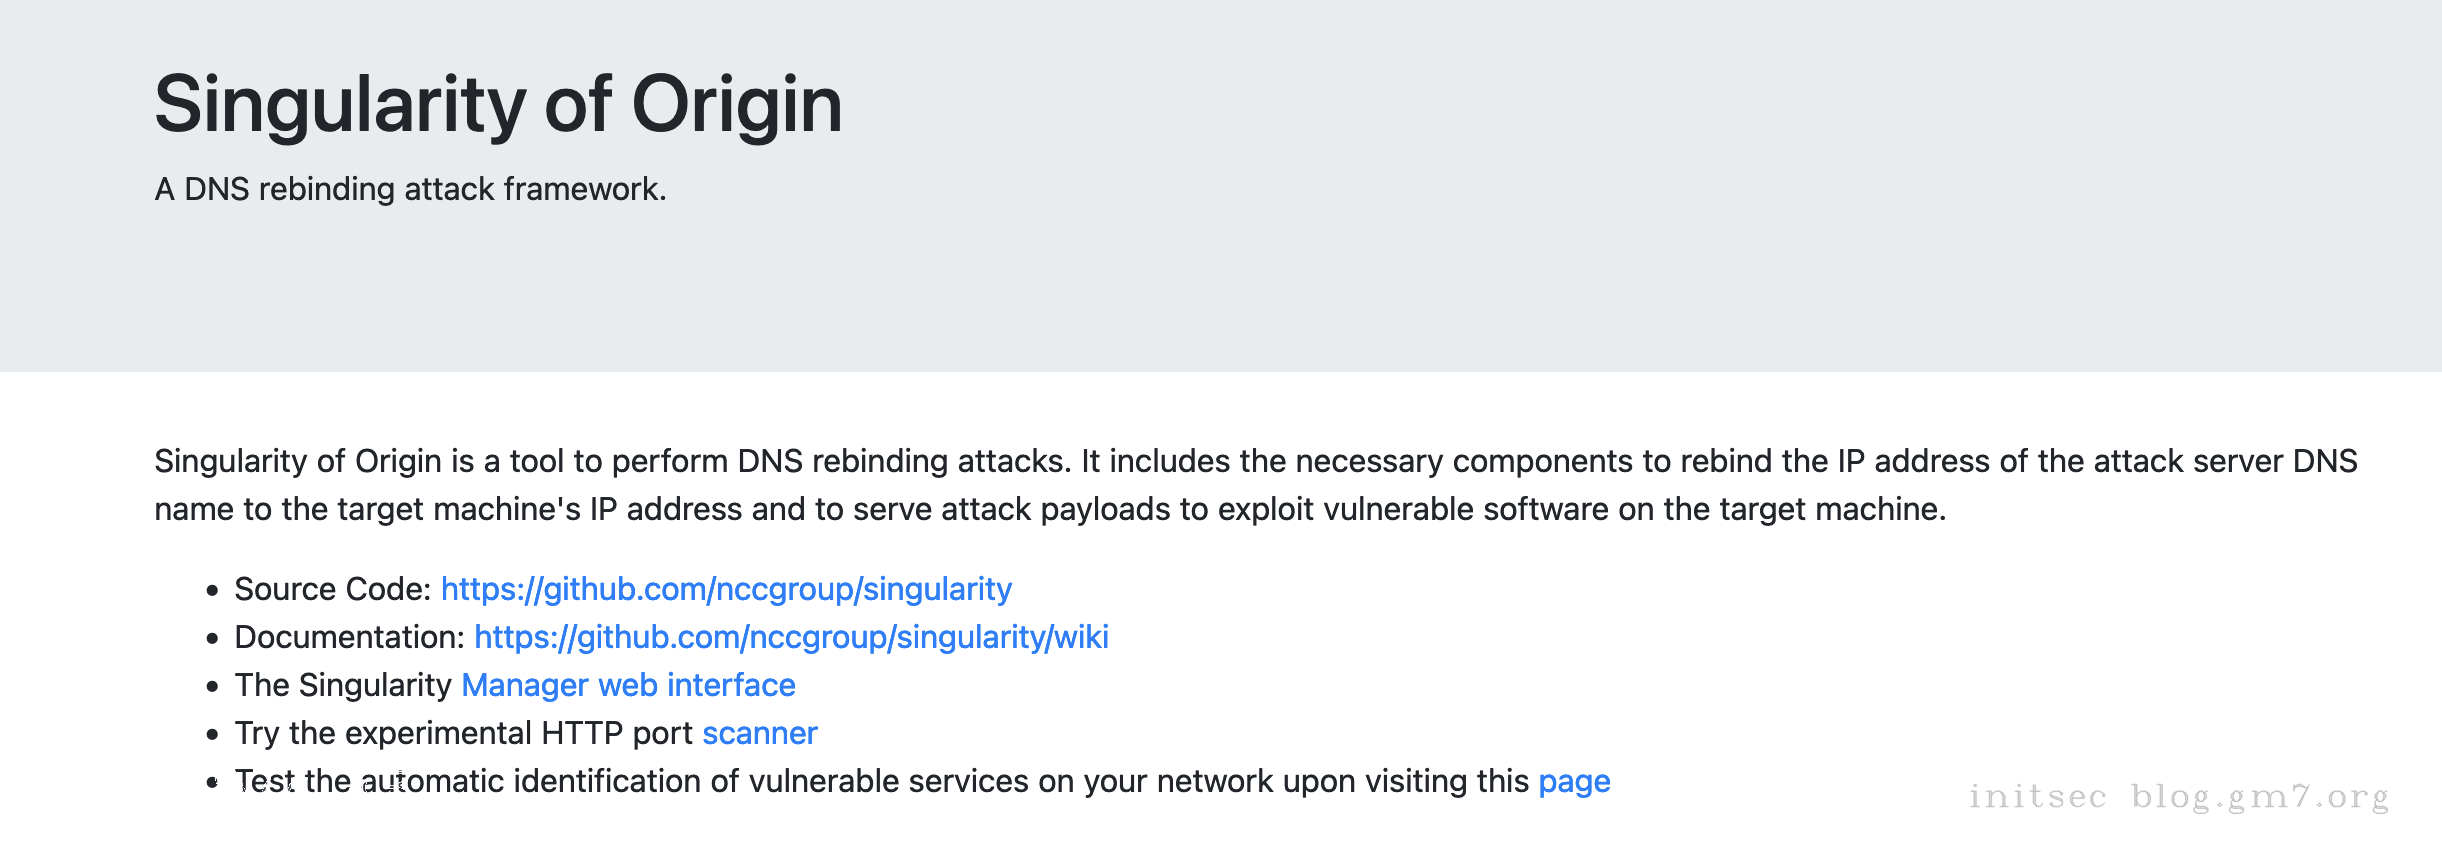 Singularity of Origin
A DNS rebinding attack framework.
Singularity of Origin is a tool to perform DNS rebinding attacks. It includes the necessary components to rebind the IP address of the attack server DNS
name to the target machine's IP address and to serve attack payloads to exploit vulnerable software on the target machine.
• Source Code: https://github.com/nccgroup/singularity
• Documentation: https://github.com/nccgroup/singularity/wiki
• The Singularity Manager web interface
• Try the experimental HTTP port scanner
• Test the automatic identification of vulnerable services on your network upon visiting this page
initsec blog.gm7.org